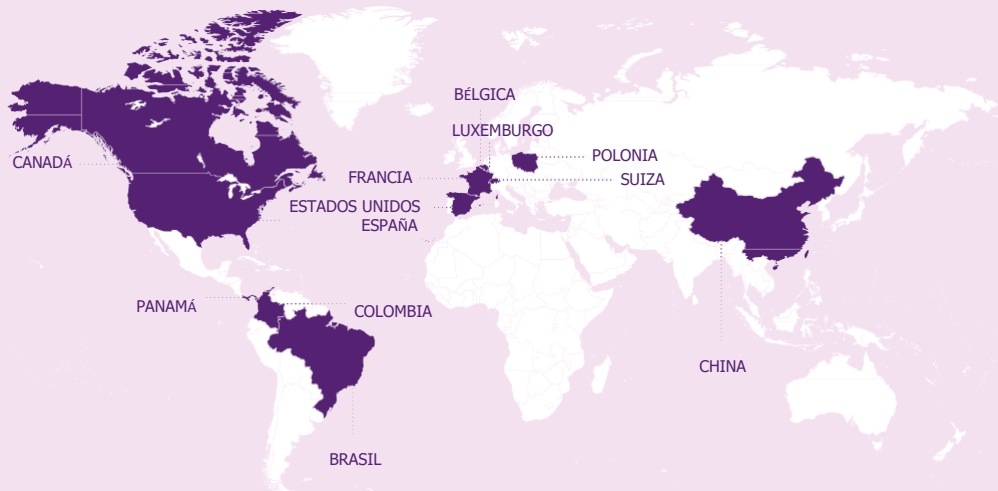 BÉLGICA
LUXEMBURGO
CANADÁ
POLONIA
FRANCIA
SUIZA
ESTADOS UNIDOS
ESPAÑA
PANAMÁ
COLOMBIA
CHINA
BRASIL